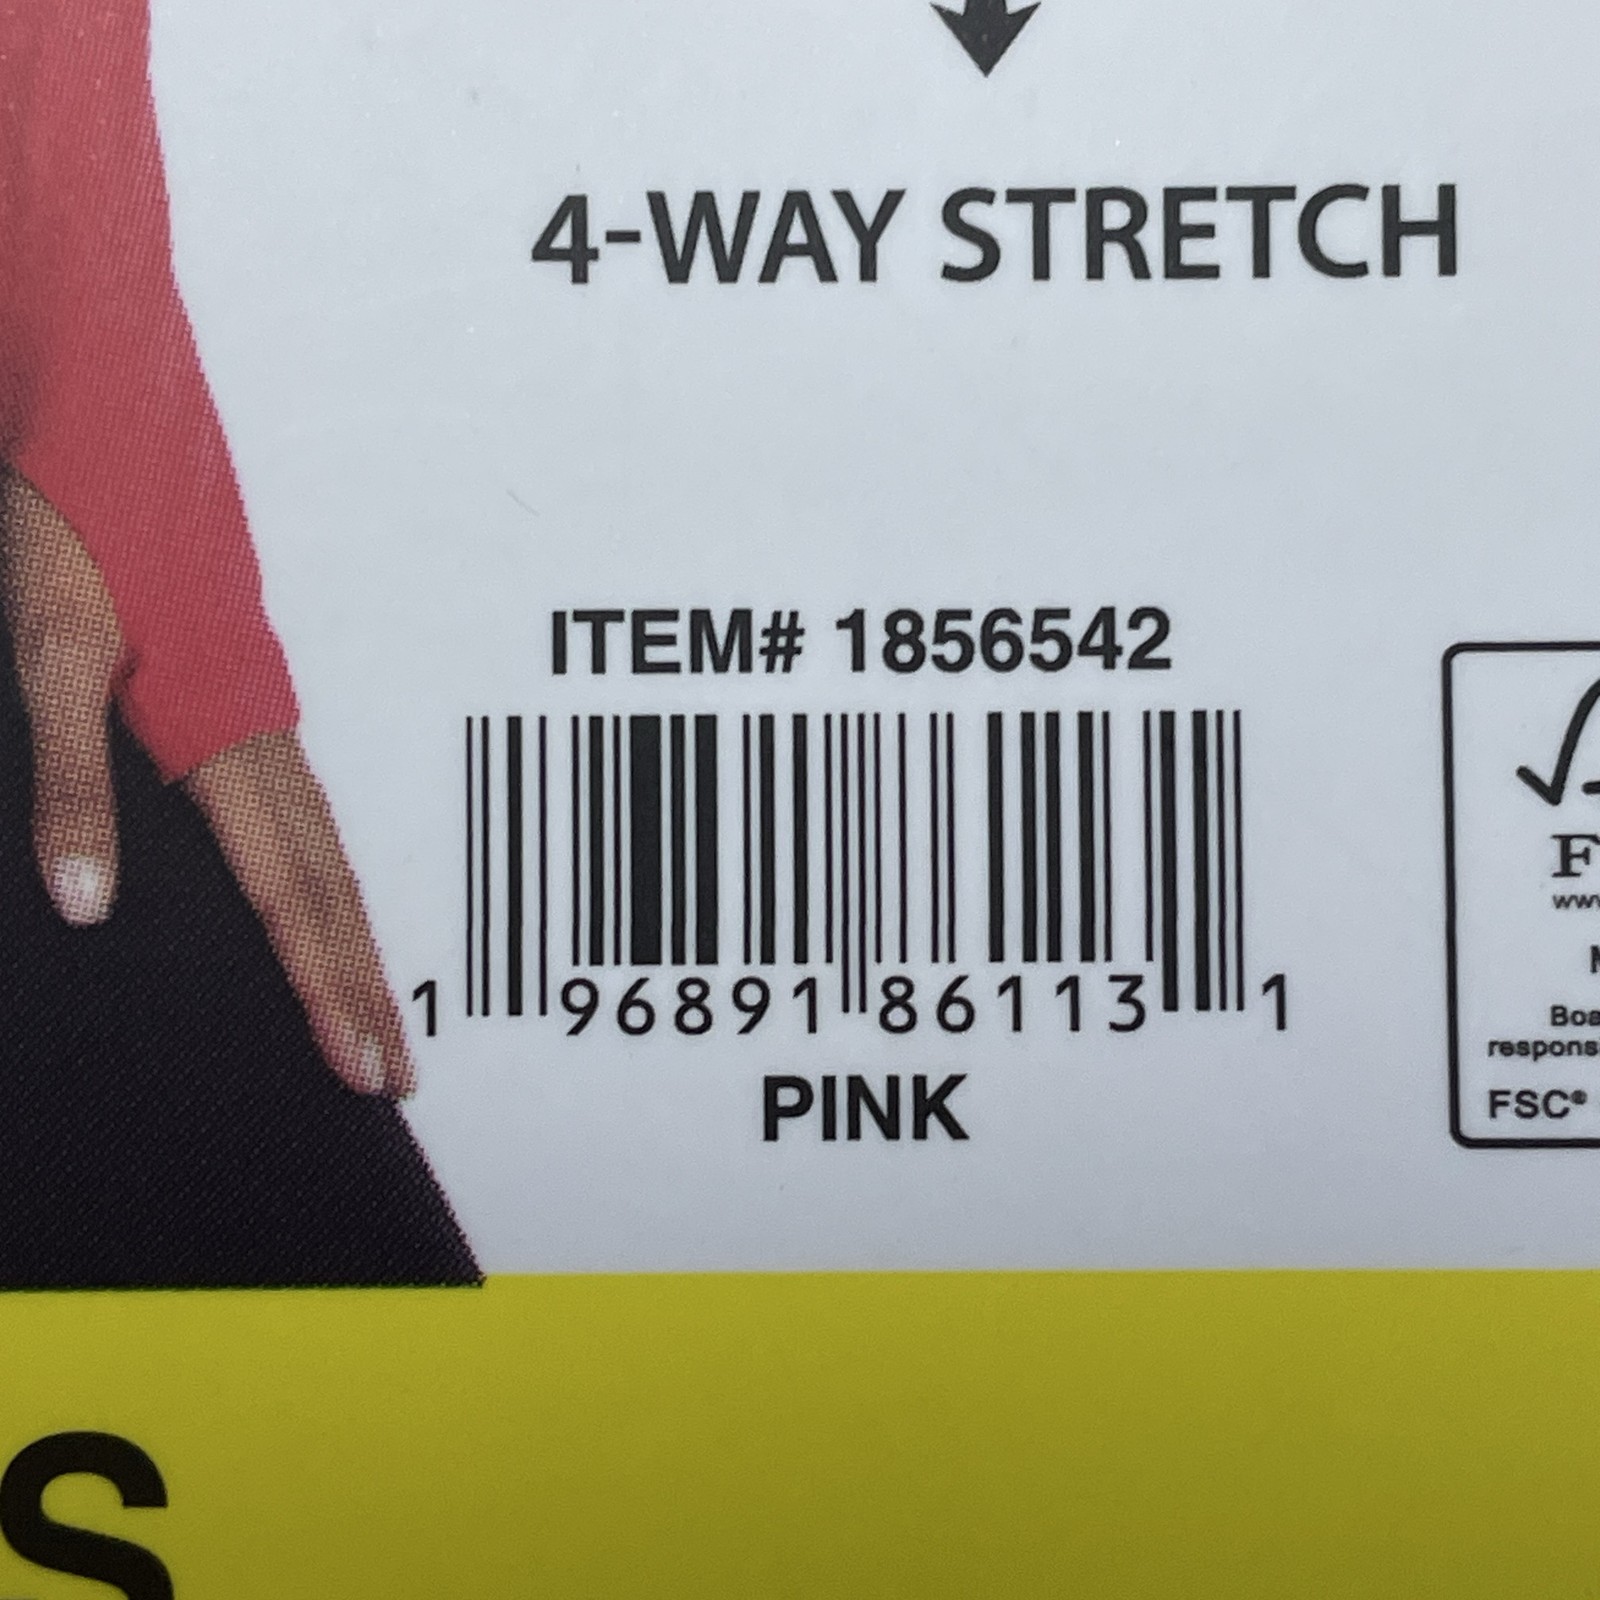 4-WAY STRETCH
ITEM# 1856542
1 96891 86113 1
PINK
FSC®
S